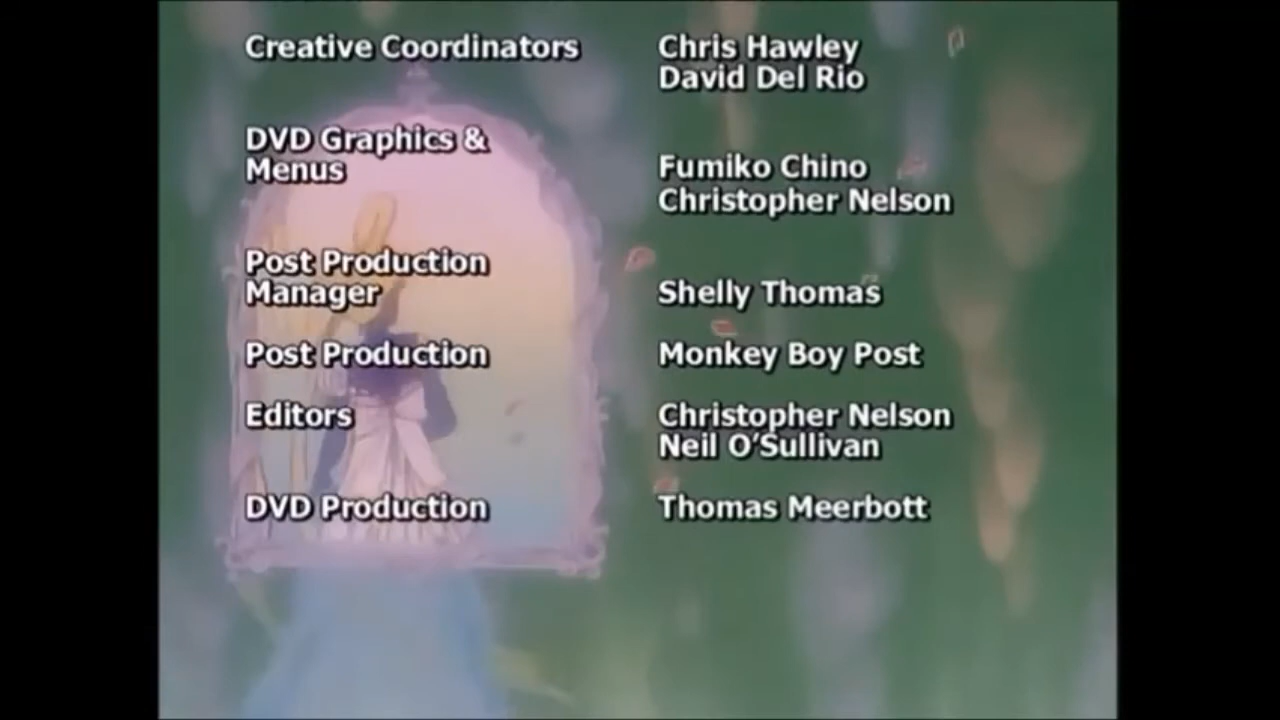 Creative Coordinators Chris Hawley
David Del Rio
DVD Graphics &
Menus Fumiko Chino
Christopher Nelson
Post Production
Manager Shelly Thomas
Post Production Monkey Boy Post
Editors Christopher Nelson
Neil O'Sullivan
DVD Production Thomas Meerbott